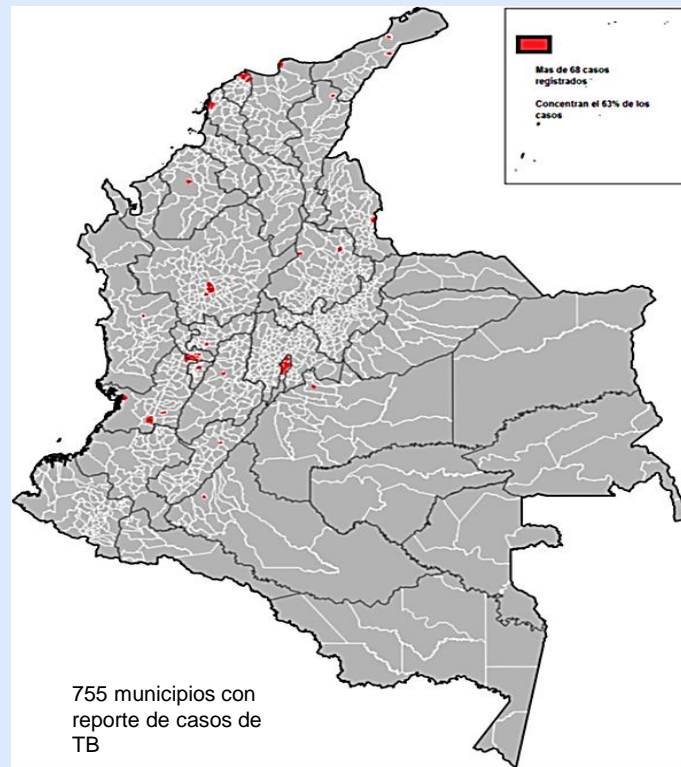 Mas de 68 casos
registrados
Concentran el 63% de los
casos
755 municipios con
reporte de casos de
TB